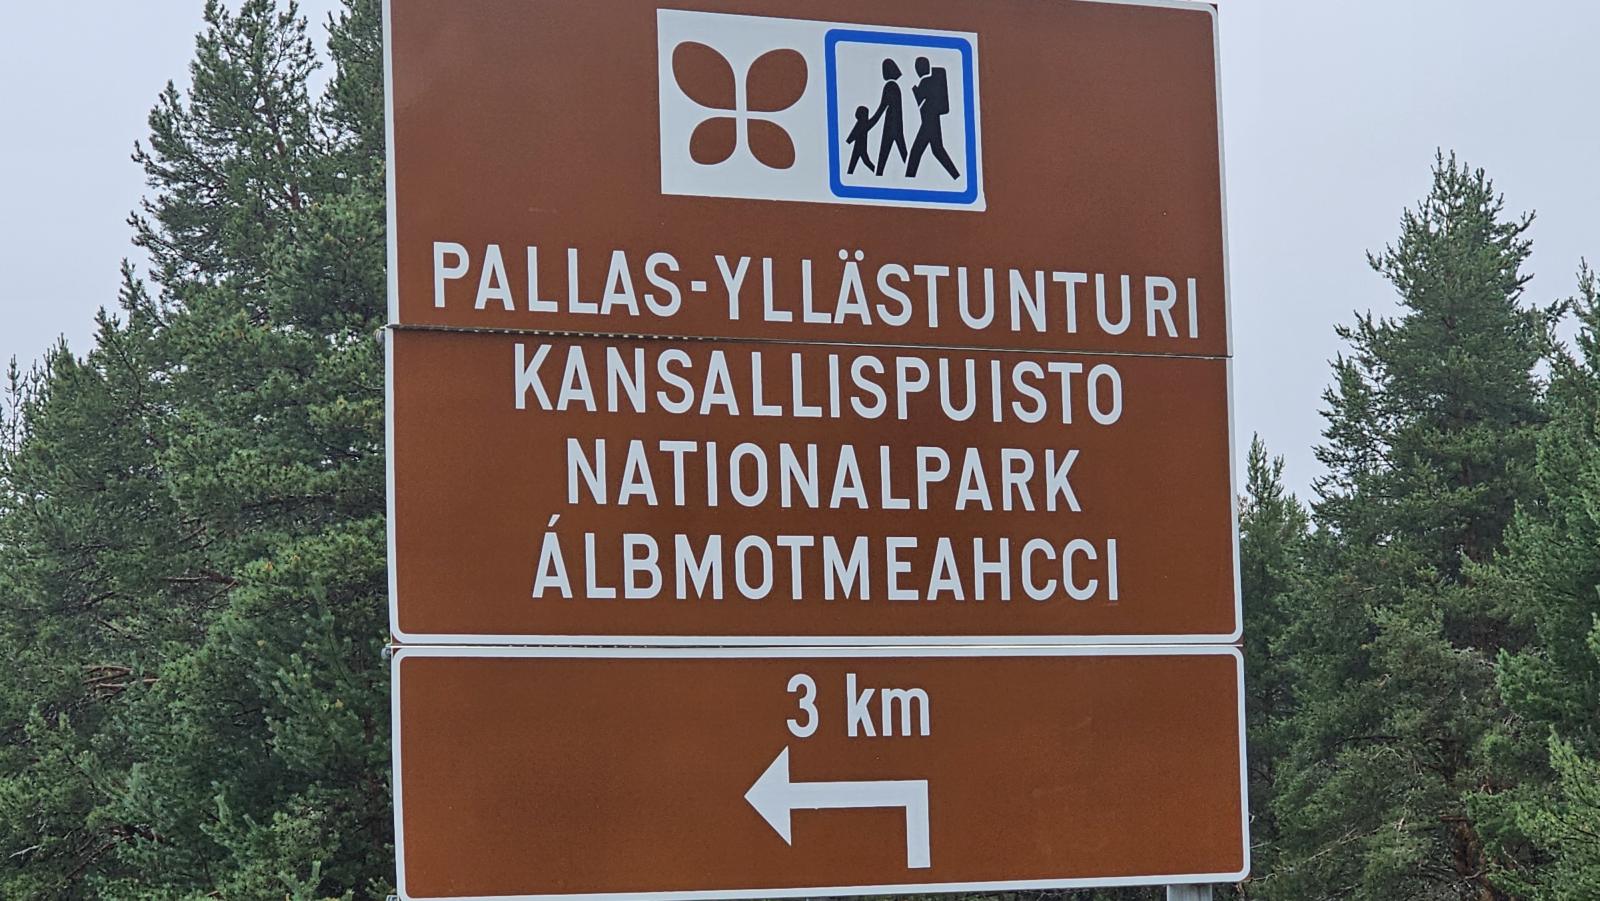 PALLAS-YLLÄSTUNTURI
KANSALLISPUISTO
NATIONALPARK
ÁLBMOTMEAHCCI
3 km